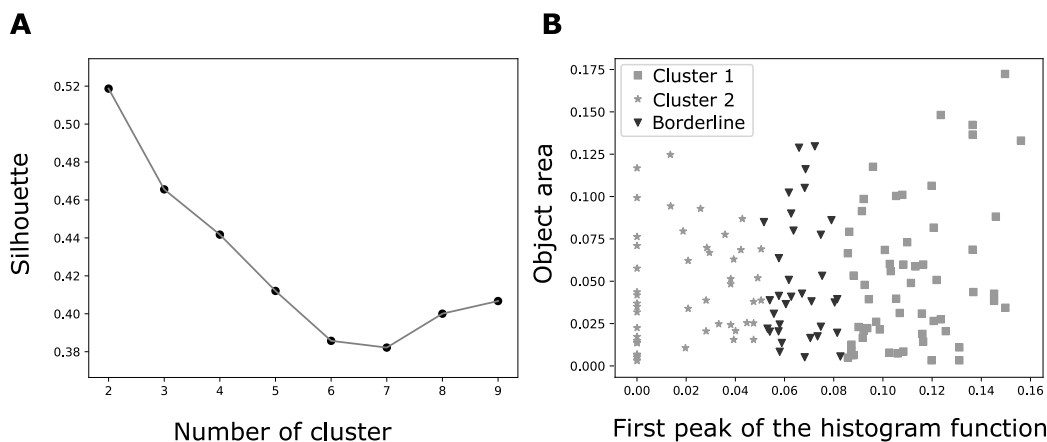 A
B
Silhouette
0.52
0.50
0.48
0.46
0.44
0.42
0.40
0.38
2 3 4 5 6 7 8 9
Number of cluster
Object area
0.175
0.150
0.125
0.100
0.075
0.050
0.025
0.000
Cluster 1
Cluster 2
Borderline
0.00 0.02 0.04 0.06 0.08 0.10 0.12 0.14 0.16
First peak of the histogram function